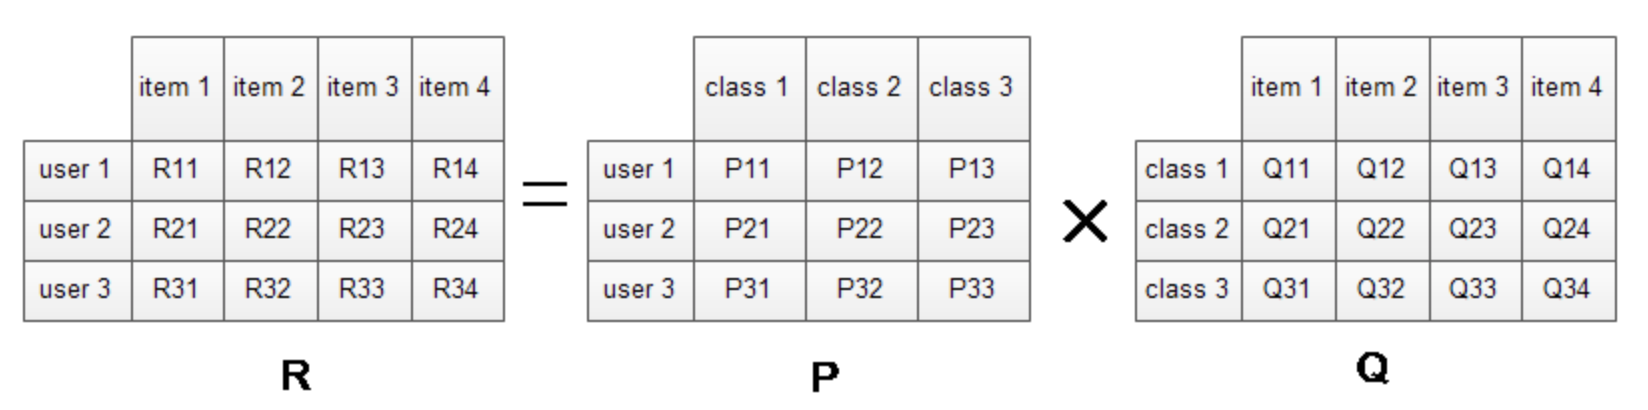 item 1 item 2 item 3 item 4 class 1 class 2 class 3 item 1 item 2 item 3 item 4
user 1 R11 R12 R13 R14 = user 1 P11 P12 P13 × class 1 Q11 Q12 Q13 Q14
user 2 R21 R22 R23 R24 user 2 P21 P22 P23 class 2 Q21 Q22 Q23 Q24
user 3 R31 R32 R33 R34 user 3 P31 P32 P33 class 3 Q31 Q32 Q33 Q34
R P Q